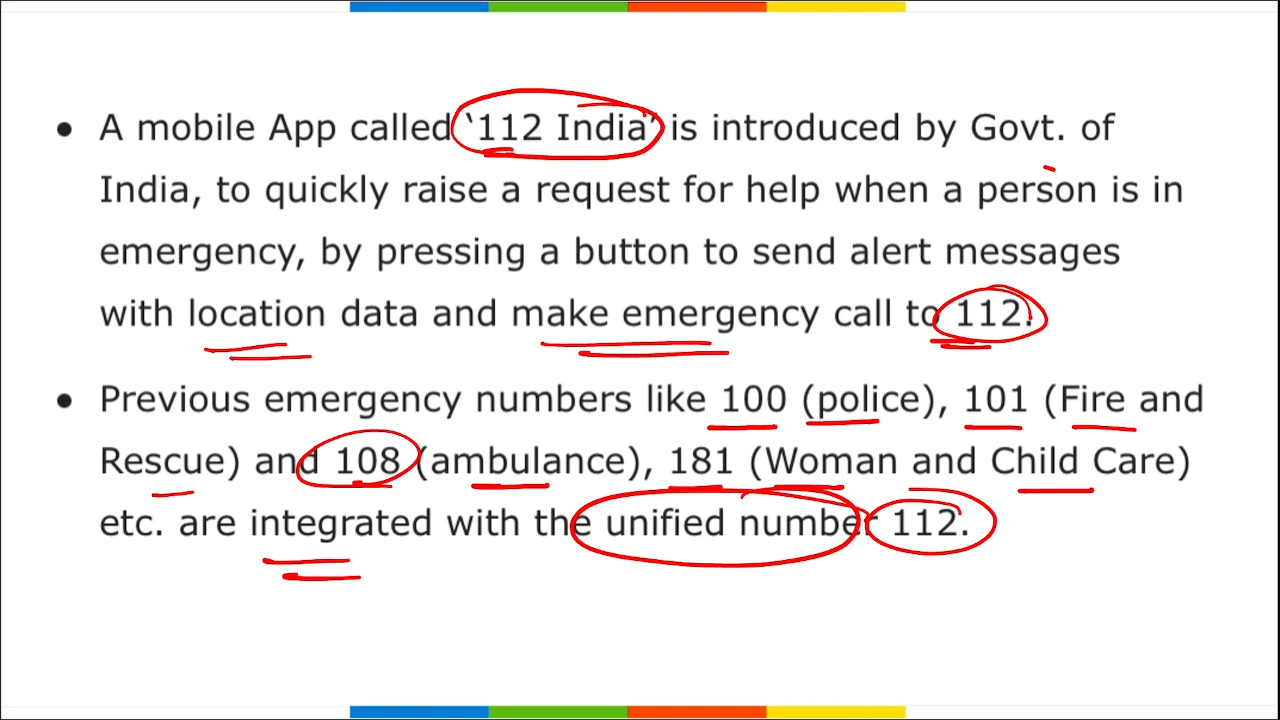 ● A mobile App called ‘112 India’ is introduced by Govt. of
India, to quickly raise a request for help when a person is in
emergency, by pressing a button to send alert messages
with location data and make emergency call to 112.
● Previous emergency numbers like 100 (police), 101 (Fire and
Rescue) and 108 (ambulance), 181 (Woman and Child Care)
etc. are integrated with the unified number 112.